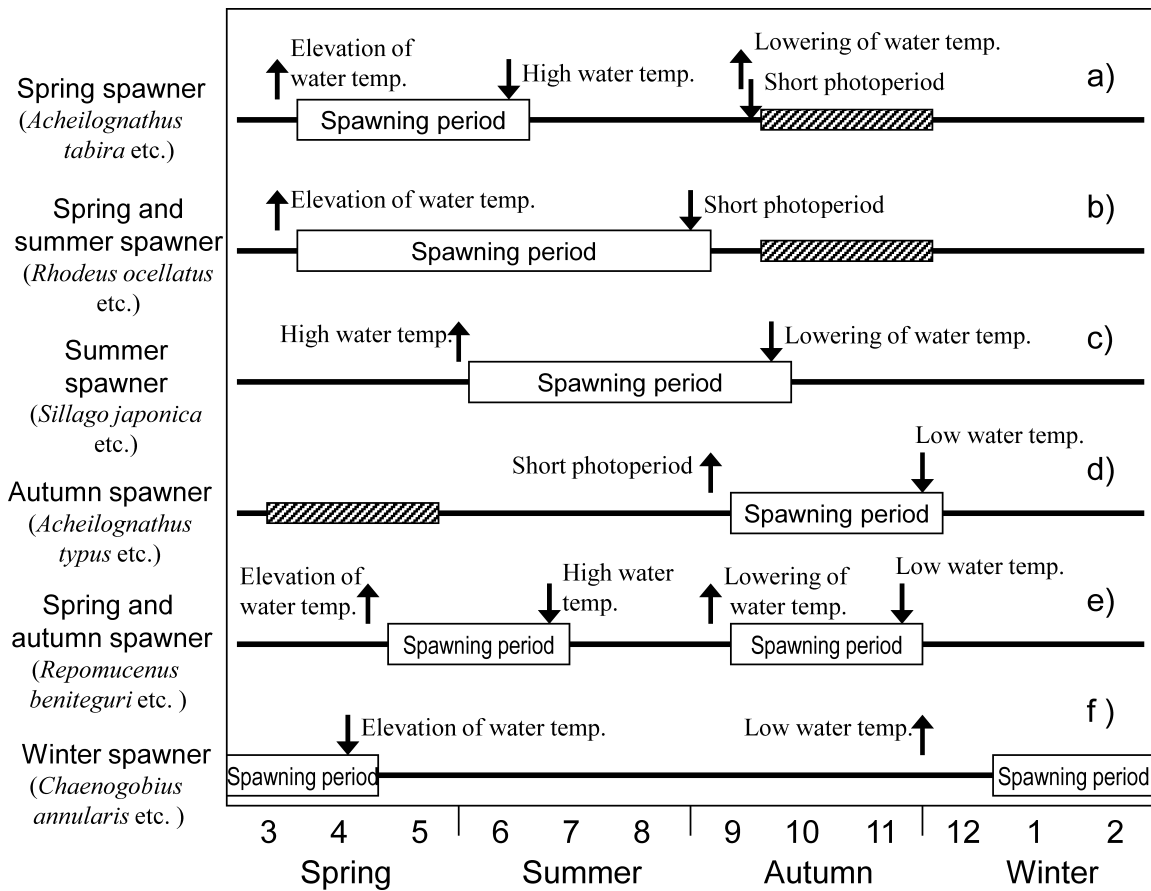 Elevation of
water temp.
High water temp.
Lowering of water temp.
Short photoperiod
a)
Spring spawner
(Acheilognathus
tabira etc.)
Spawning period
Elevation of water temp.
Short photoperiod
b)
Spring and
summer spawner
(Rhodeus ocellatus
etc.)
Spawning period
High water temp.
Lowering of water temp.
c)
Summer
spawner
(Sillago japonica
etc.)
Spawning period
Short photoperiod
Low water temp.
d)
Autumn spawner
(Acheilognathus
typus etc.)
Spawning period
Elevation of
water temp.
High water
temp.
Lowering of
water temp.
Low water temp.
e)
Spring and
autumn spawner
(Repomucenus
beniteguri etc. )
Spawning period
Spawning period
Elevation of water temp.
Low water temp.
f)
Winter spawner
(Chaenogobius
annularis etc. )
Spawning period
Spawning period
3 4 5 6 7 8 9 10 11 12 1 2
Spring Summer Autumn Winter